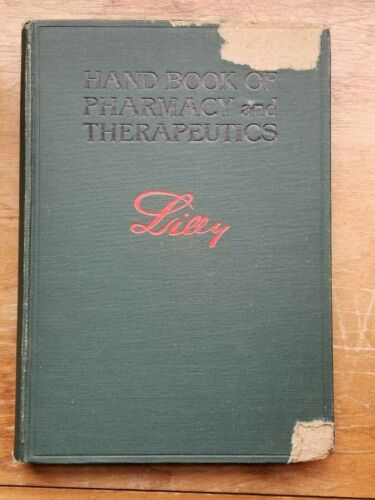 HAND BOOK OF
PHARMACY and
THERAPEUTICS
Lilly